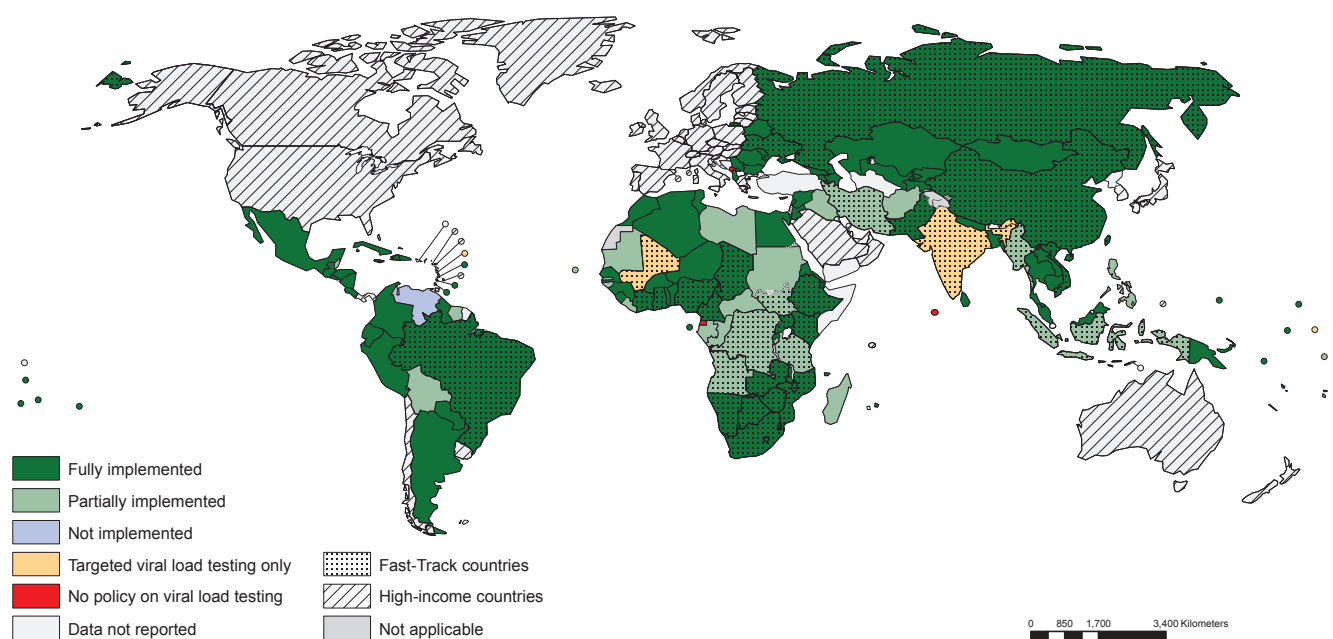 Fully implemented
Partially implemented
Not implemented
Targeted viral load testing only
No policy on viral load testing
Data not reported
Fast-Track countries
High-income countries
Not applicable
0 850 1,700 3,400 Kilometers